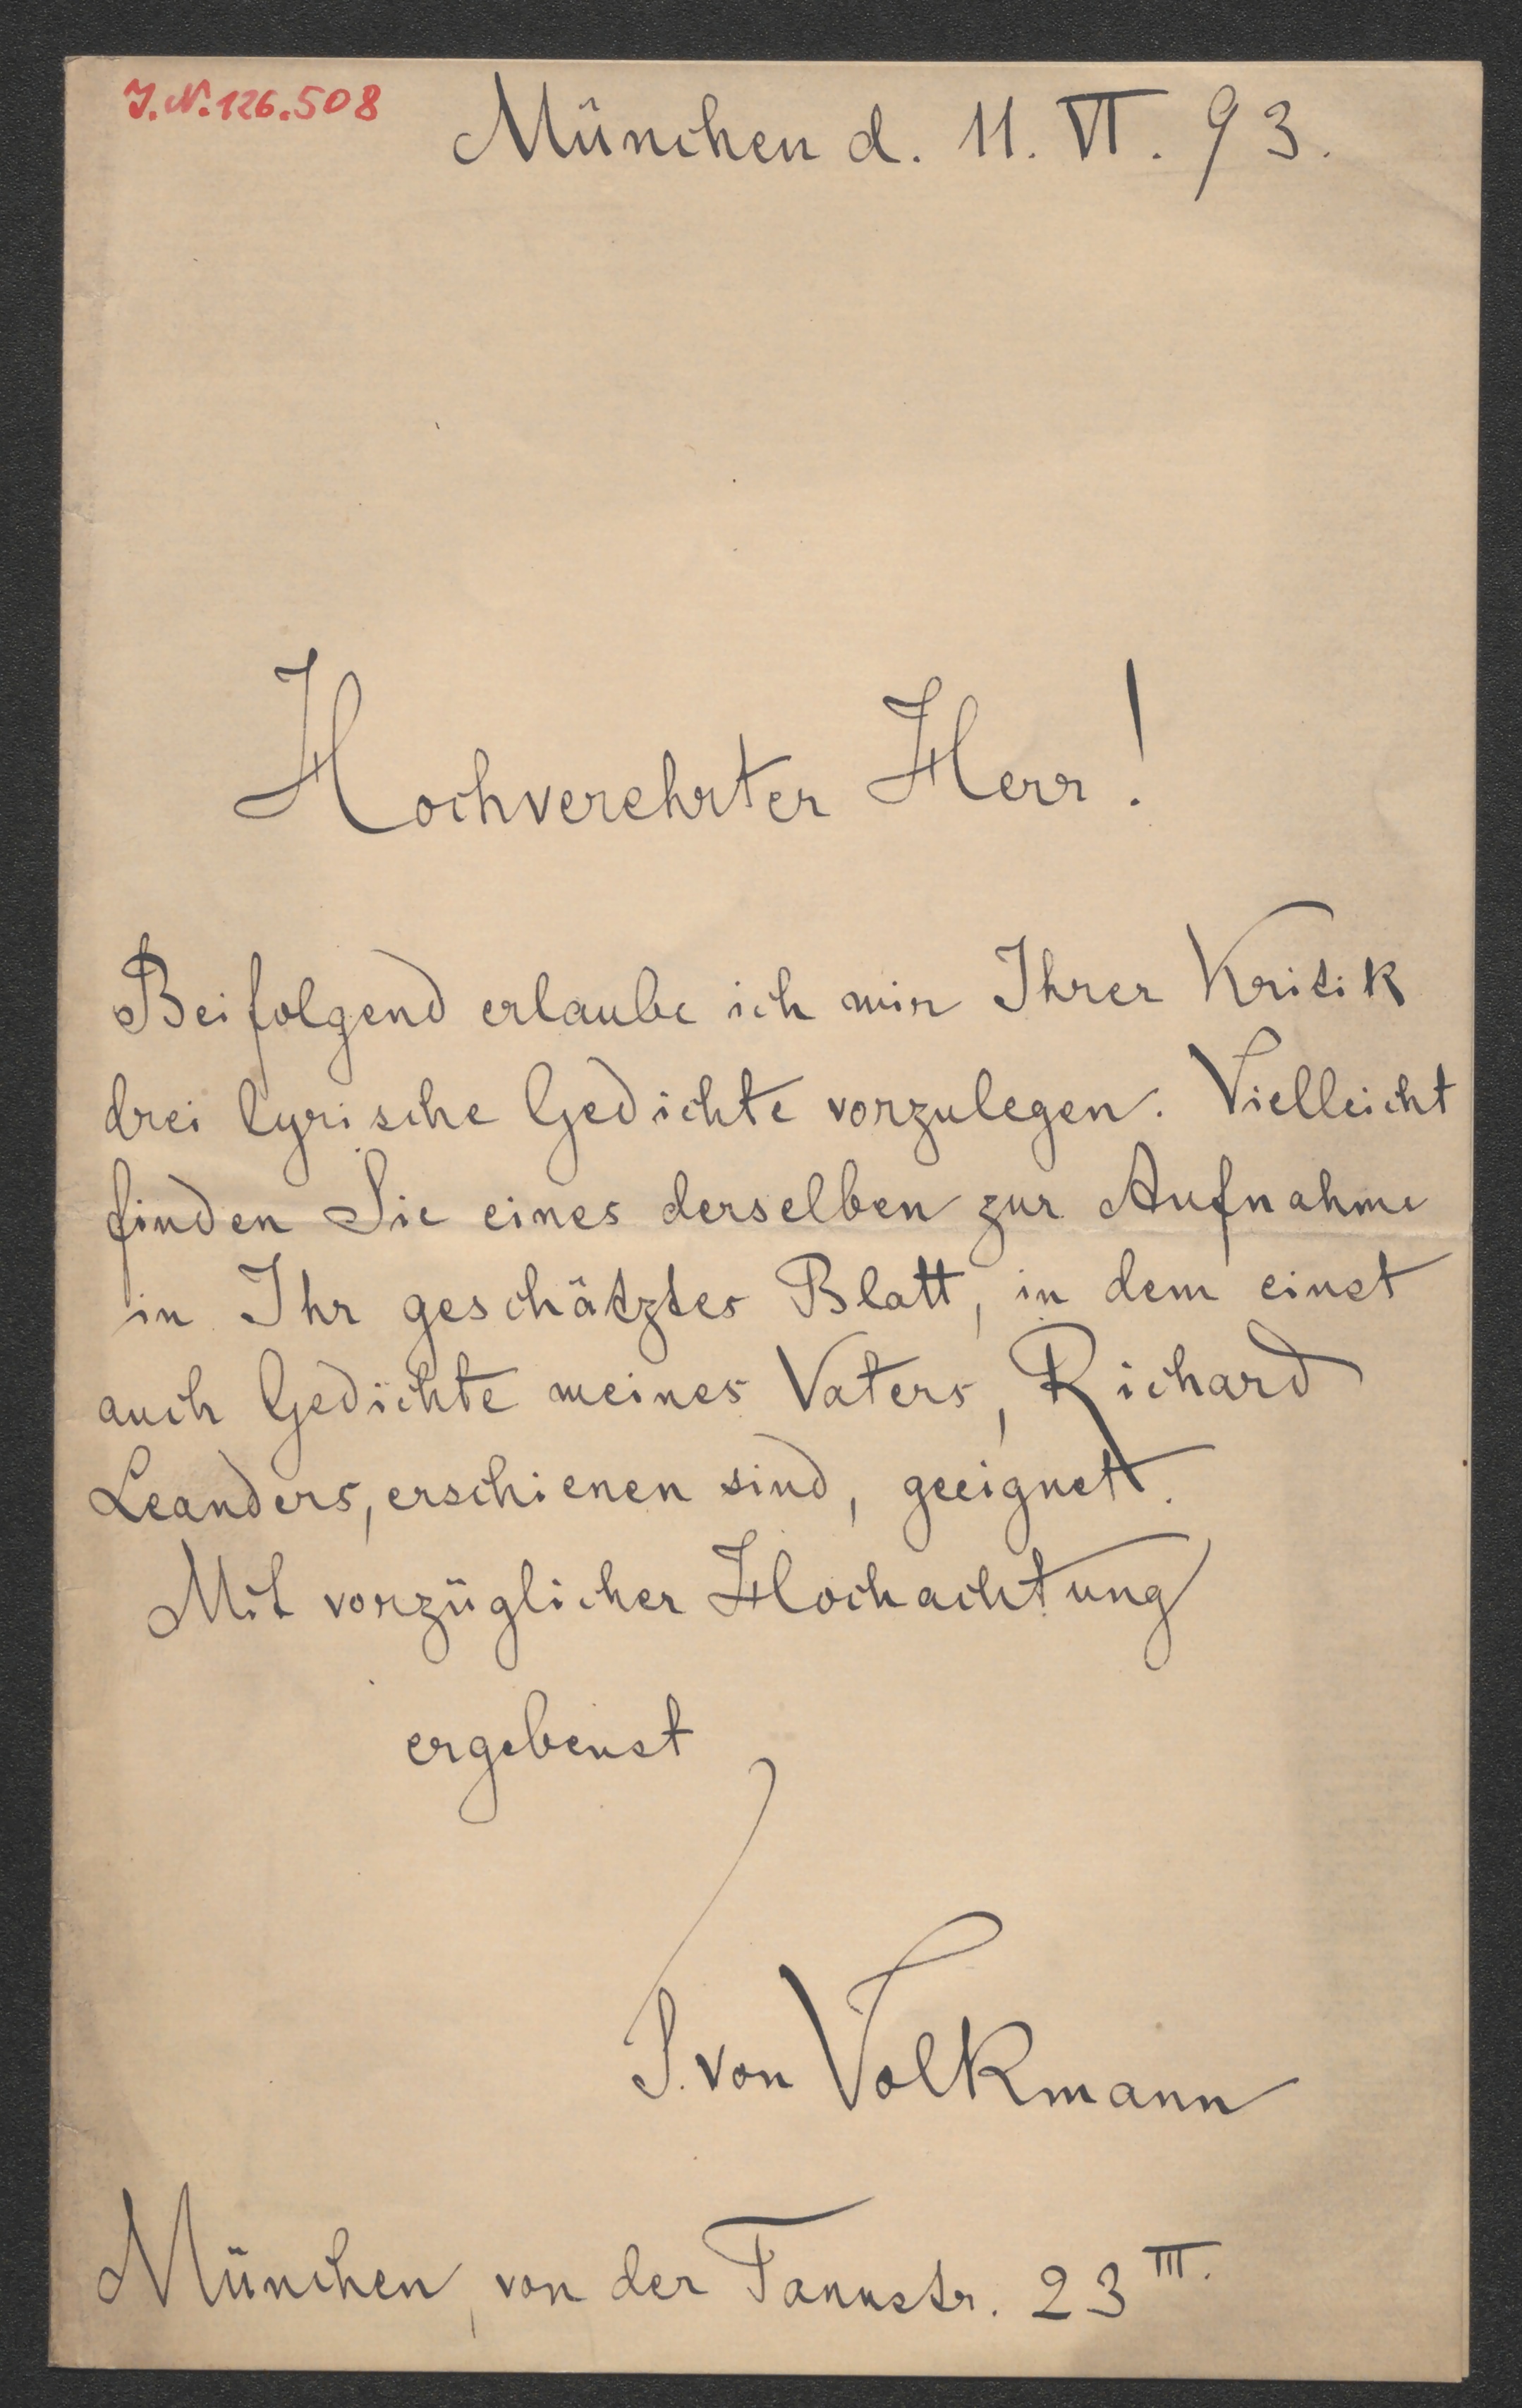 J.N. 126.508
München d. 11. VI. 93.
Hochverehrter Herr!
Beifolgend erlaube ich mir Ihrer Kritik
drei lyrische Gedichte vorzulegen. Vielleicht
finden Sie eines derselben zur Aufnahme
in Ihr geschätztes Blatt, in dem einst
auch Gedichte meines Vaters, Richard
Leanders, erschienen sind, geeignet.
Mit vorzüglicher Hochachtung
ergebenst
von Volkmann
München, von der Tannstr. 23 III.